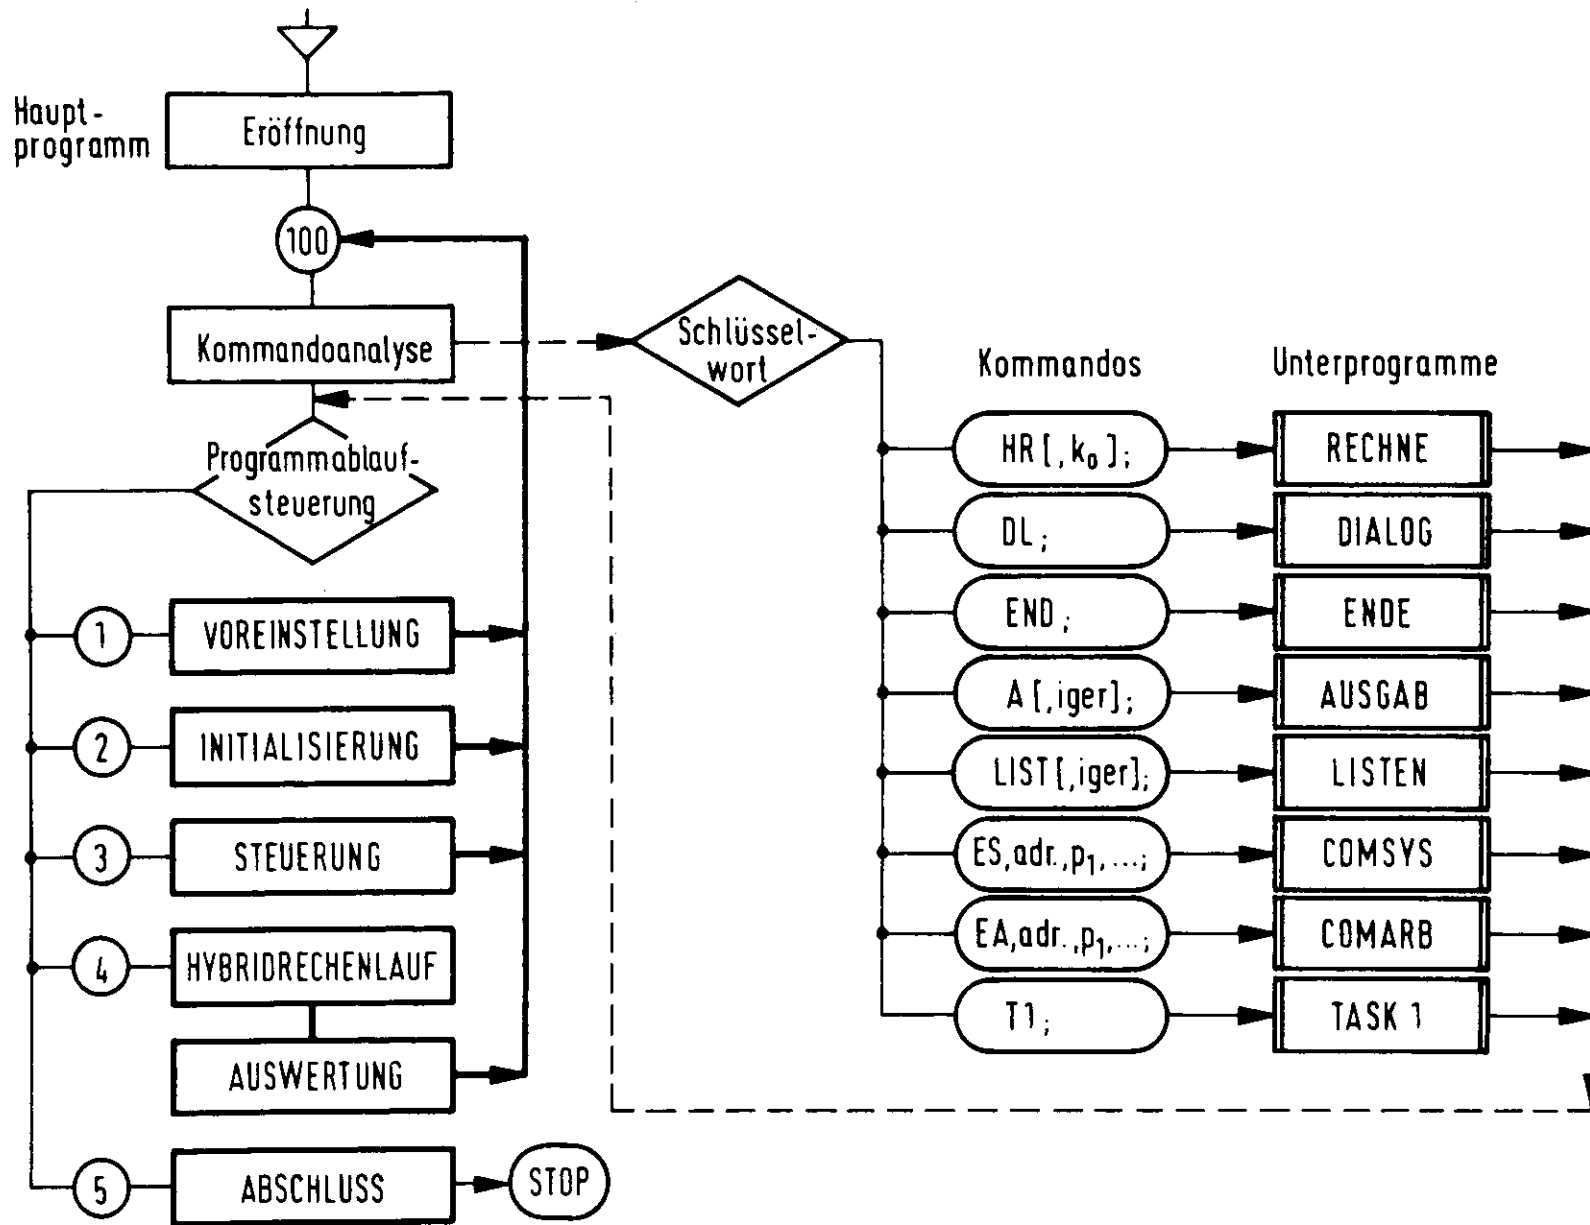 Haupt-
programm
Eröffnung
100
Kommandoanalyse
Schlüssel-
wort
Programmablauf-
steuerung
1
VOREINSTELLUNG
2
INITIALISIERUNG
3
STEUERUNG
4
HYBRIDRECHENLAUF
AUSWERTUNG
5
ABSCHLUSS
STOP
Kommandos
Unterprogramme
HR[,k₀];
RECHNE
DL;
DIALOG
END;
ENDE
A[,iger];
AUSGAB
LIST[,iger];
LISTEN
ES,adr.,p₁,...;
COMSYS
EA,adr.,p₁,...;
COMARB
T1;
TASK 1